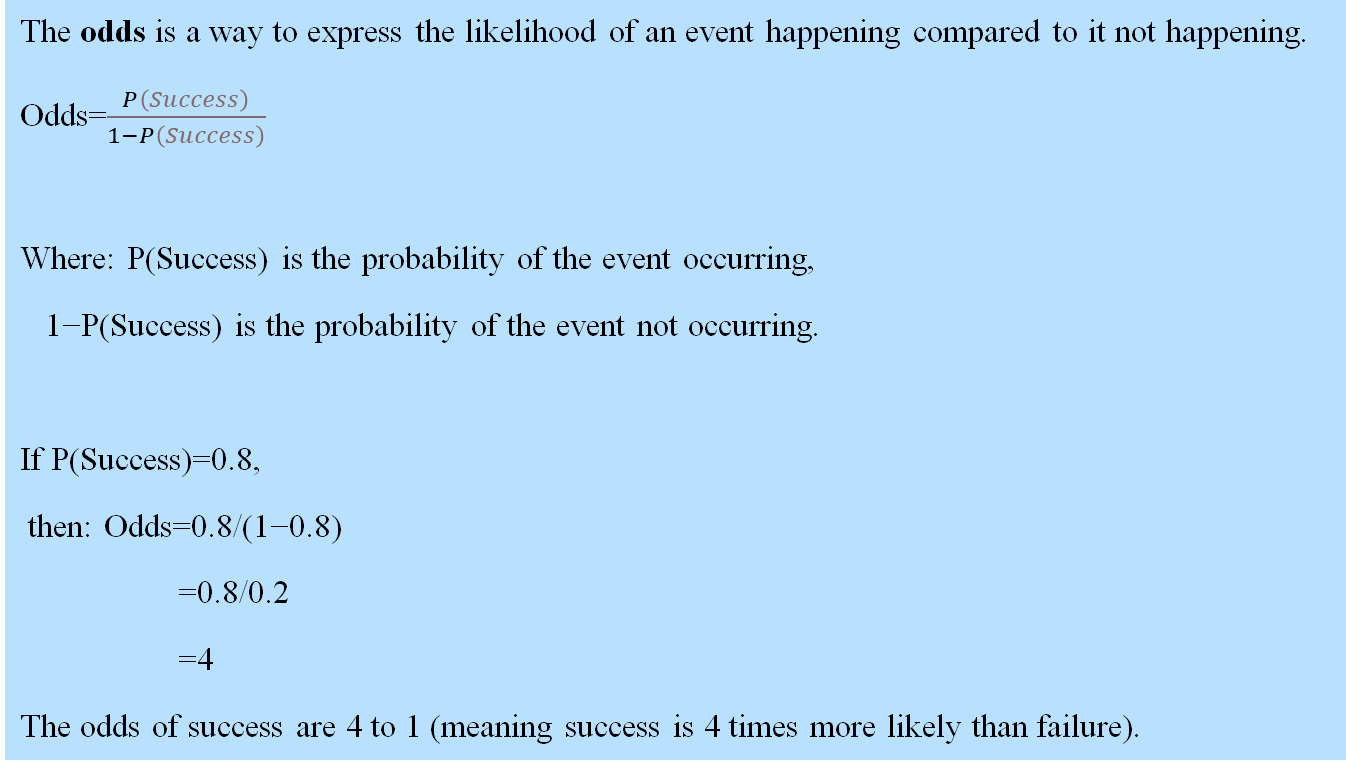 The odds is a way to express the likelihood of an event happening compared to it not happening.
Odds=P(Success)/1−P(Success)
Where: P(Success) is the probability of the event occurring,
1−P(Success) is the probability of the event not occurring.
If P(Success)=0.8,
then: Odds=0.8/(1−0.8)
=0.8/0.2
=4
The odds of success are 4 to 1 (meaning success is 4 times more likely than failure).